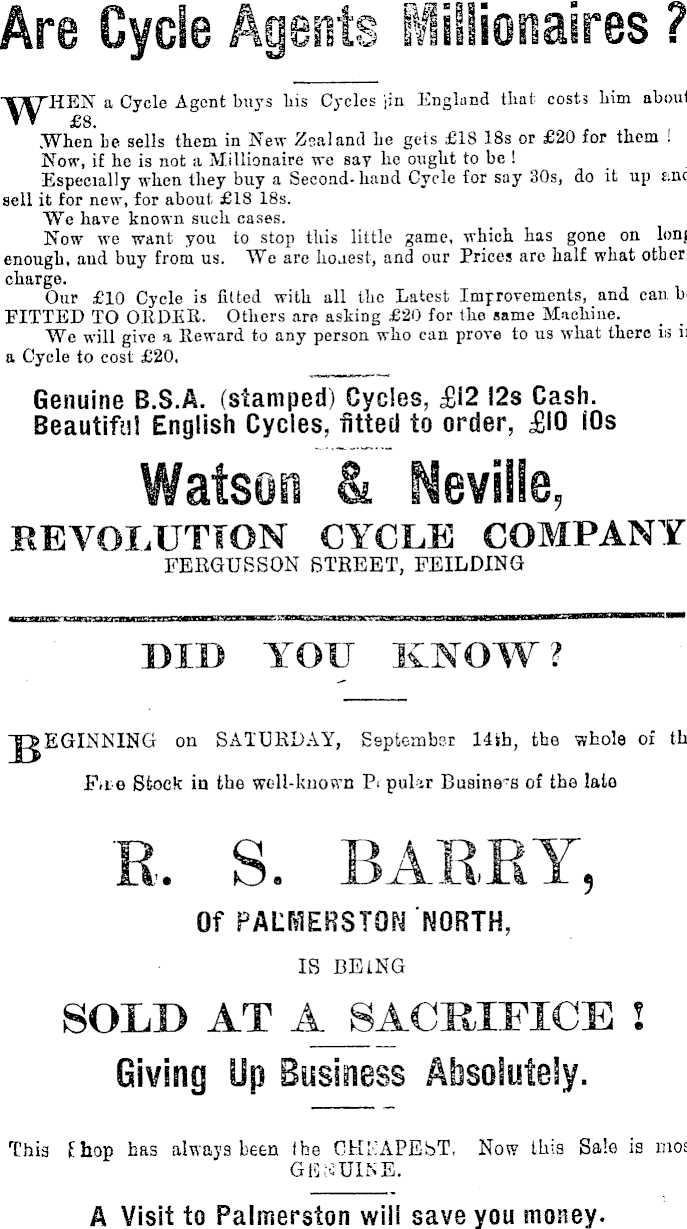 Are Cycle Agents Millionaires?
WHEN a Cycle Agent buys his Cycles in England that costs him about
£8.
When he sells them in New Zealand he gets £18 18s or £20 for them !
Now, if he is not a Millionaire we say he ought to be !
Especially when they buy a Second-hand Cycle for say 30s, do it up and
sell it for new, for about £18 18s.
We have known such cases.
Now we want you to stop this little game, which has gone on long
enough, and buy from us. We are honest, and our Prices are half what other
charge.
Our £10 Cycle is fitted with all the Latest Improvements, and can b
FITTED TO ORDER. Others are asking £20 for the same Machine.
We will give a Reward to any person who can prove to us what there is i
a Cycle to cost £20.
Genuine B.S.A. (stamped) Cycles, £12 12s Cash.
Beautiful English Cycles, fitted to order, £10 10s
Watson & Neville,
REVOLUTION CYCLE COMPANY
FERGUSSON STREET, FEILDING
DID YOU KNOW?
BEGINNING on SATURDAY, September 14th, the whole of th
Fire Stock in the well-known Popular Business of the late
R. S. BARRY,
Of PALMERSTON NORTH,
IS BEING
SOLD AT A SACRIFICE !
Giving Up Business Absolutely.
This Shop has always been the CHEAPEST. Now this Sale is mos
GENUINE.
A Visit to Palmerston will save you money.